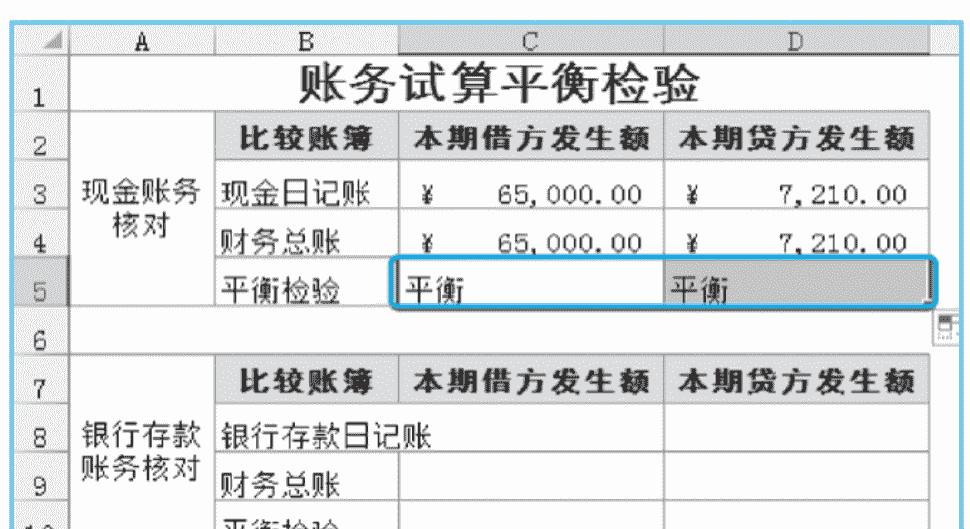 A B C D
1 账务试算平衡检验
2 比较账簿 本期借方发生额 本期贷方发生额
现金账务
核对
3 现金日记账 ¥ 65,000.00 ¥ 7,210.00
4 财务总账 ¥ 65,000.00 ¥ 7,210.00
5 平衡检验 平衡 平衡
6
7 比较账簿 本期借方发生额 本期贷方发生额
银行存款
账务核对
8 银行存款日记账
9 财务总账
10 平衡检验